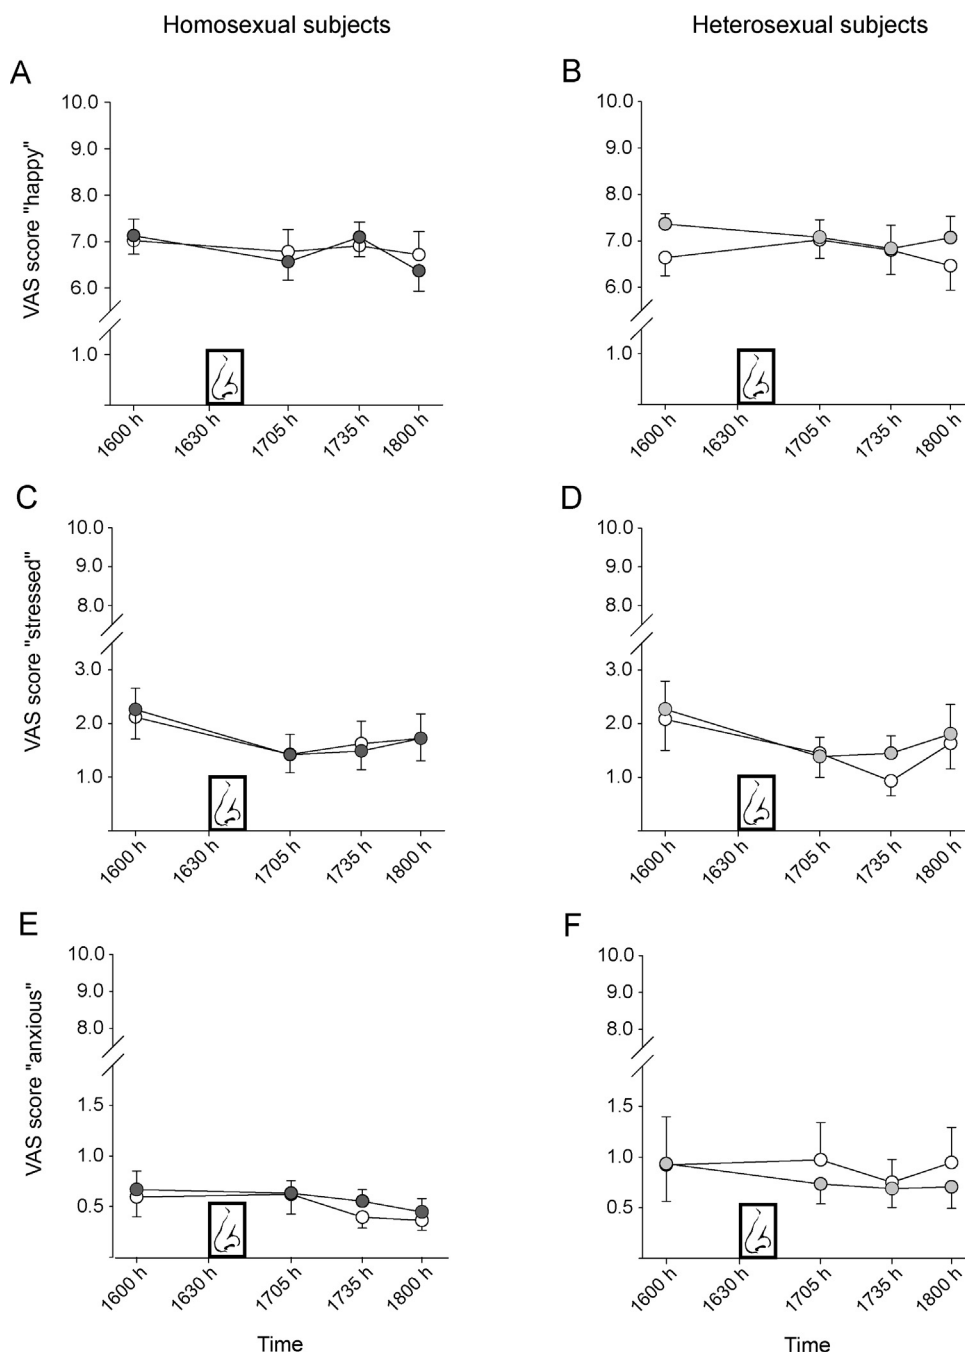 Homosexual subjects
Heterosexual subjects
A
VAS score "happy"
10.0
9.0
8.0
7.0
6.0
1.0
1600 h
1630 h
1705 h
1735 h
1800 h
B
10.0
9.0
8.0
7.0
6.0
1.0
1600 h
1630 h
1705 h
1735 h
1800 h
C
VAS score "stressed"
10.0
9.0
8.0
3.0
2.0
1.0
1600 h
1630 h
1705 h
1735 h
1800 h
D
10.0
9.0
8.0
3.0
2.0
1.0
1600 h
1630 h
1705 h
1735 h
1800 h
E
VAS score "anxious"
10.0
9.0
8.0
1.5
1.0
0.5
1600 h
1630 h
1705 h
1735 h
1800 h
Time
F
10.0
9.0
8.0
1.5
1.0
0.5
1600 h
1630 h
1705 h
1735 h
1800 h
Time